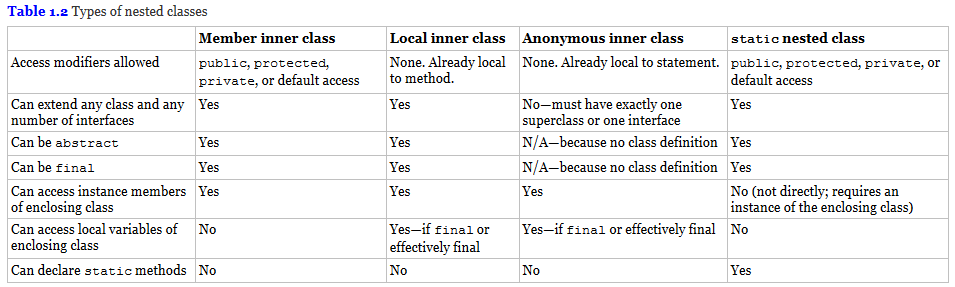 Table 1.2 Types of nested classes
Member inner class Local inner class Anonymous inner class static nested class
Access modifiers allowed public, protected, private, or default access None. Already local to method. None. Already local to statement. public, protected, private, or default access
Can extend any class and any number of interfaces Yes Yes No—must have exactly one superclass or one interface Yes
Can be abstract Yes Yes N/A—because no class definition Yes
Can be final Yes Yes N/A—because no class definition Yes
Can access instance members of enclosing class Yes Yes Yes No (not directly; requires an instance of the enclosing class)
Can access local variables of enclosing class No Yes—if final or effectively final Yes—if final or effectively final No
Can declare static methods No No No Yes